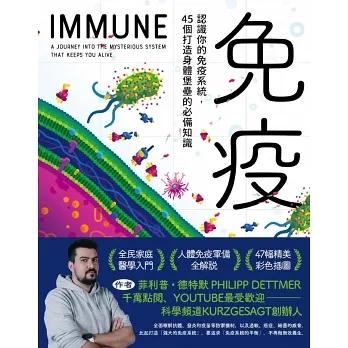 IMMUNE
A JOURNEY INTO THE MYSTERIOUS SYSTEM
THAT KEEPS YOU ALIVE
免疫
認識你的免疫系統,
45個打造身體堡壘的必備知識
全民家庭
醫學入門
人體免疫軍備
全解說
47幅精美
彩色插圖
作者 菲利普・德特默 PHILIPP DETTMER
千萬點閱、YOUTUBE最受歡迎
科學頻道KURZGESAGT創辦人